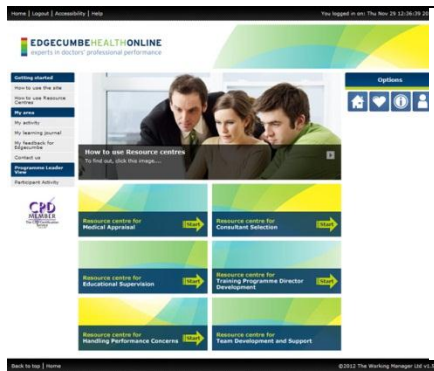 Home | Logout | Accessibility | Help
You logged in on: Thu Nov 29 12:36:39 20
EDGECUMBEHEALTHONLINE
experts in doctors' professional performance
Getting started
How to use the site
How to use Resource
Centres
My area
My activity
My learning journal
My feedback for
Edgecumbe
Contact us
Programme Leader
View
Participant Activity
CPD
MEMBER
How to use Resource centres
To find out, click this image....
Options
Resource centre for
Medical Appraisal
Start
Resource centre for
Consultant Selection
Start
Resource centre for
Educational Supervision
Start
Resource centre for
Training Programme Director
Development
Start
Resource centre for
Handling Performance Concerns
Start
Resource centre for
Team Development and Support
Back to top | Home
©2012 The Working Manager Ltd v1.